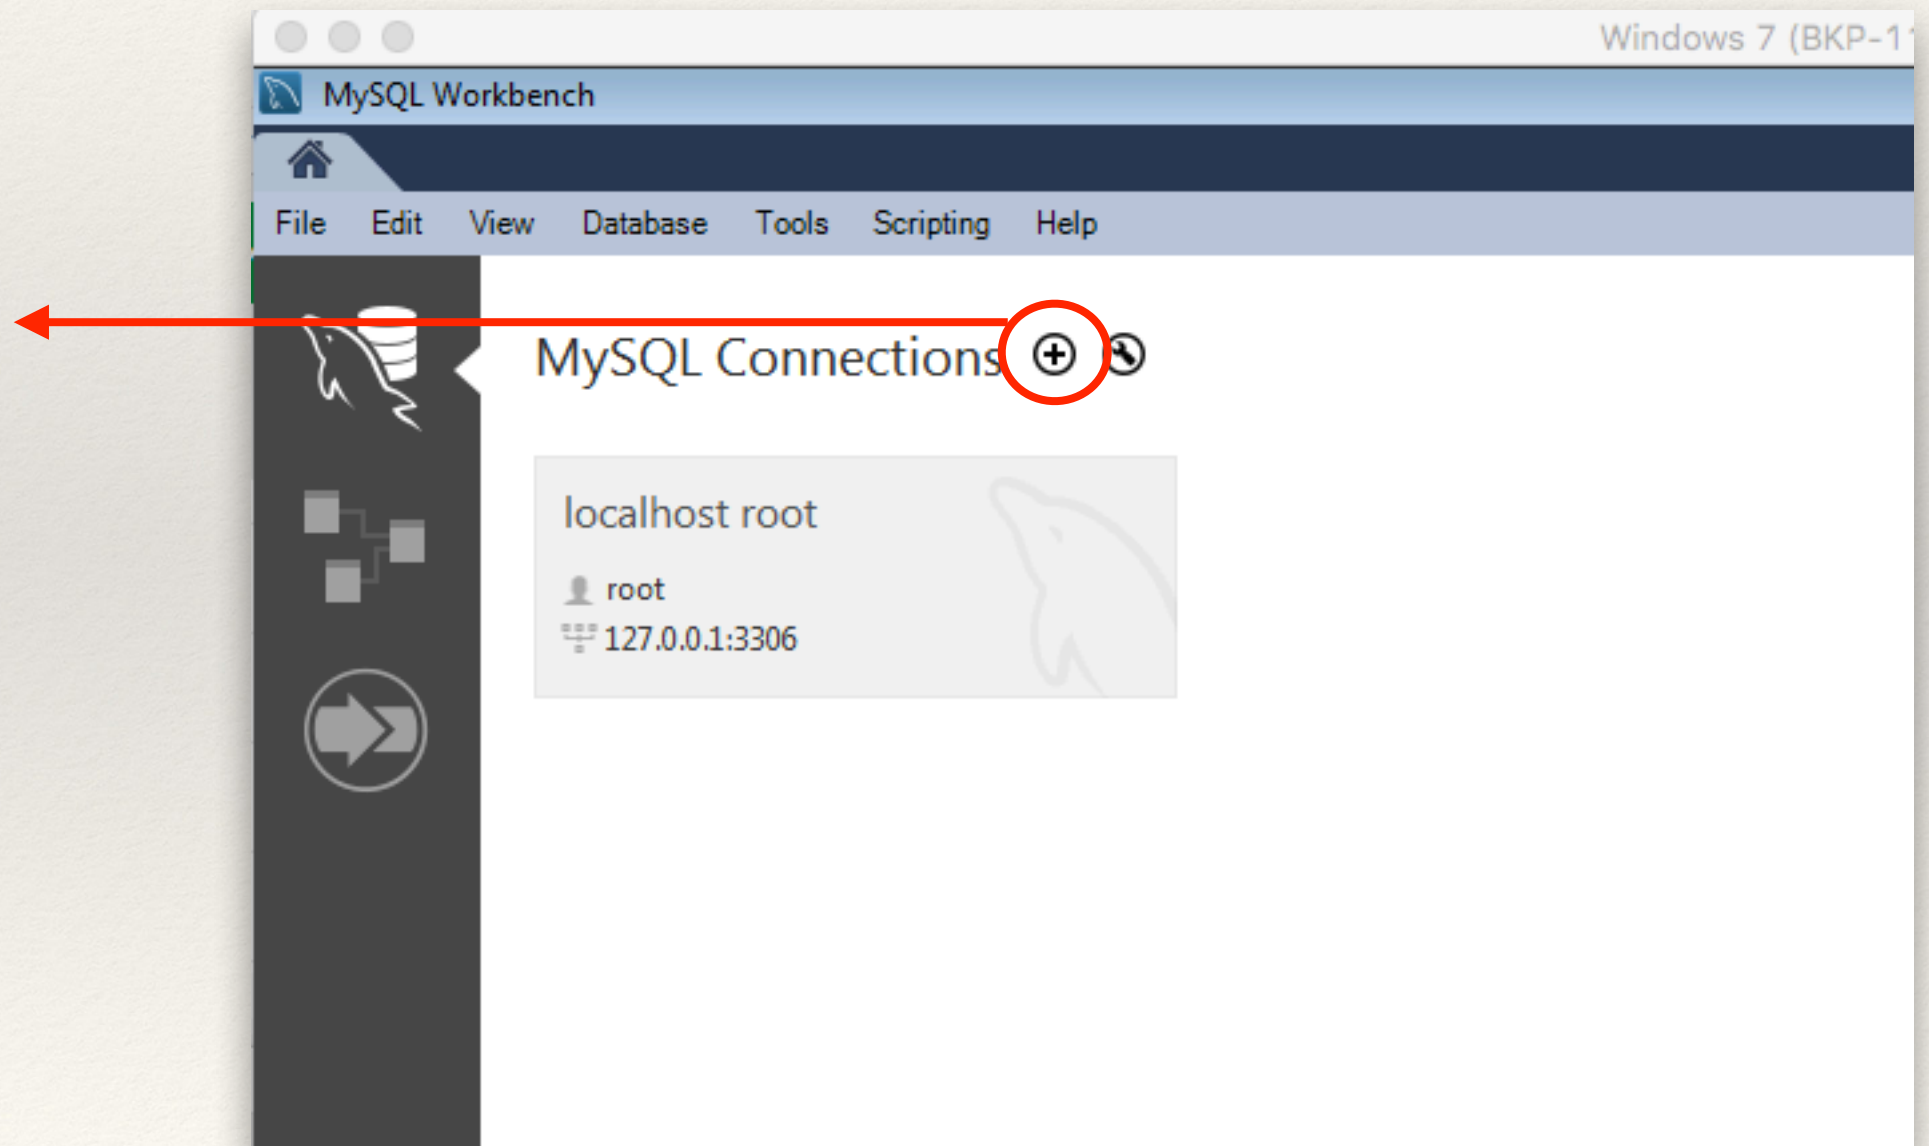 Windows 7 (BKP-11
MySQL Workbench
File Edit View Database Tools Scripting Help
MySQL Connections
localhost root
root
127.0.0.1:3306